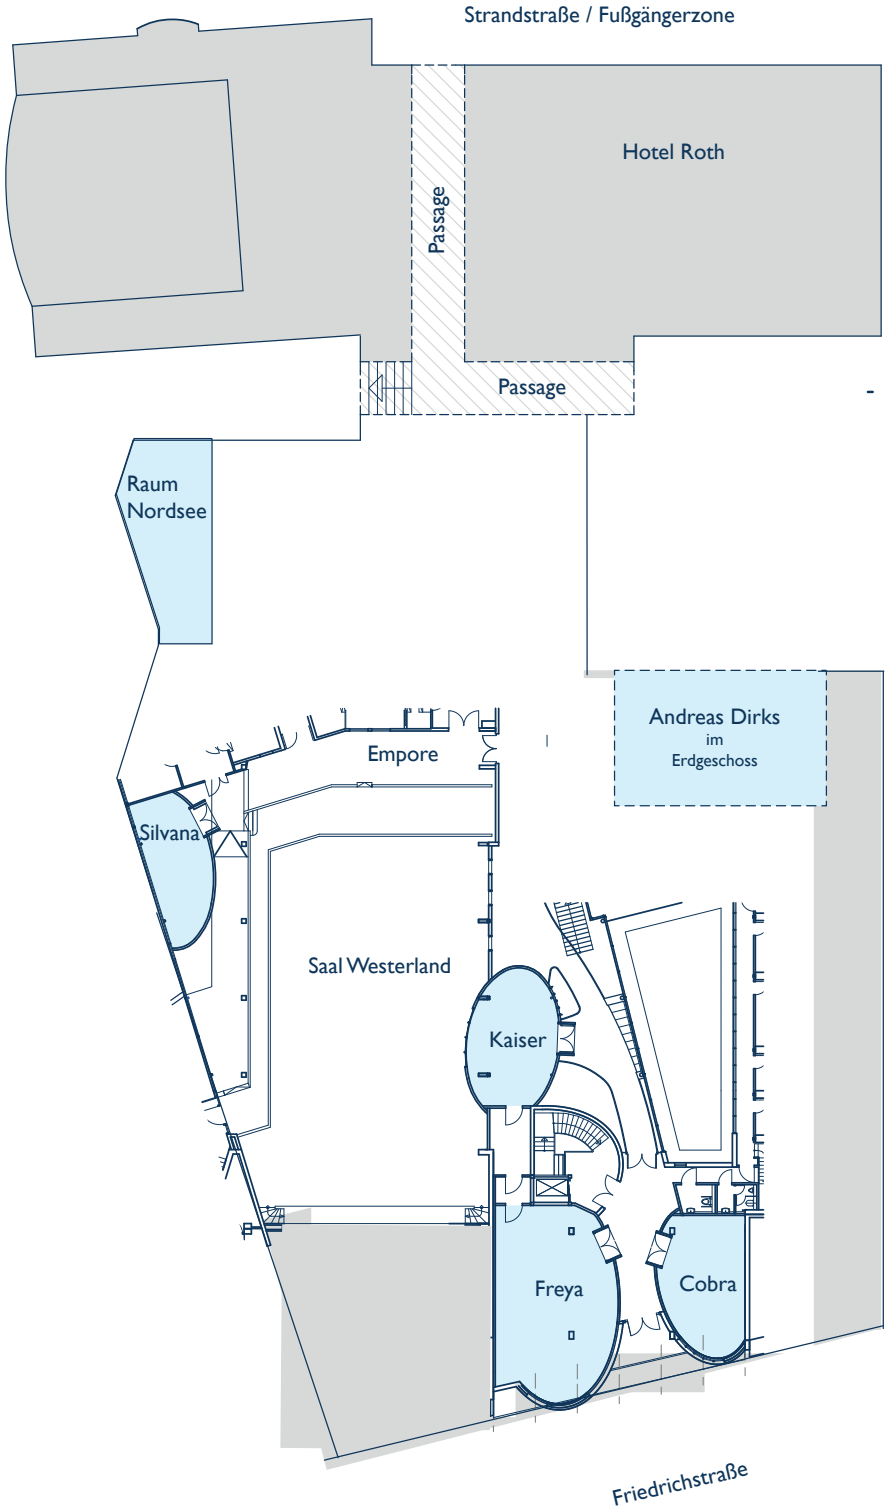 Strandstraße / Fußgängerzone
Hotel Roth
Passage
Passage
Raum
Nordsee
Andreas Dirks
im
Erdgeschoss
Empore
Silvana
Saal Westerland
Kaiser
Freya
Cobra
Friedrichstraße